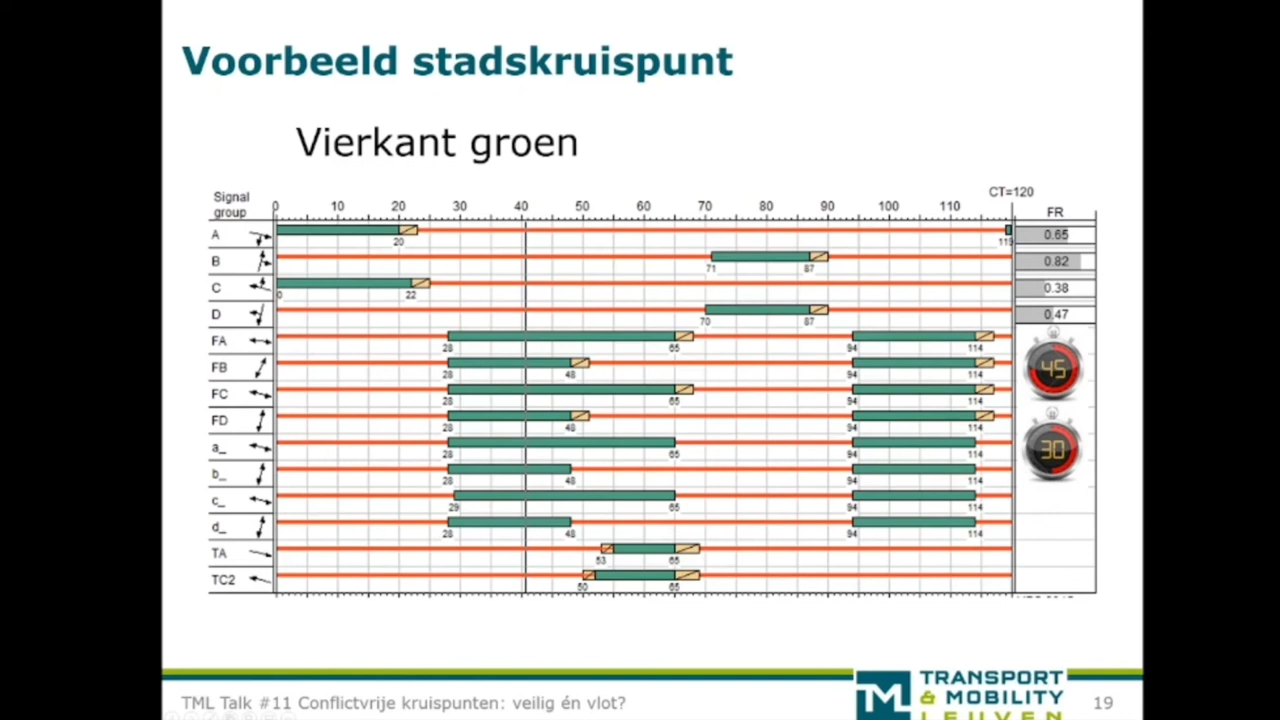 Voorbeeld stadskruispunt
Vierkant groen
CT=120
Signal group
0 10 20 30 40 50 60 70 80 90 100 110
FR
A 20 0.65
B 71 87 0.82
C 0 22 0.38
D 70 87 0.47
FA 28 65 94 114
FB 28 48 94 114
45
FC 28 65 94 114
FD 28 48 94 114
a_ 28 65 94 114
30
b_ 28 48 94 114
c_ 29 65 94 114
d_ 28 48 94 114
TA 53 65
TC2 50 65
TML Talk #11 Conflictvrije kruispunten: veilig én vlot?
TML
TRANSPORT
& MOBILITY
LEUVEN
19